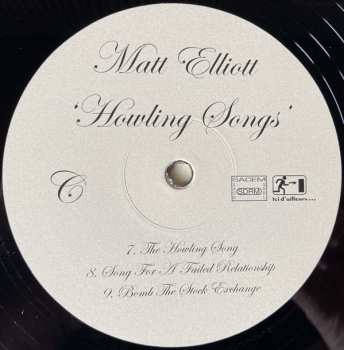 Matt Elliott
'Howling Songs'
C
SACEM
SDRM
Ici d'ailleurs...
7. The Howling Song
8. Song For A Failed Relationship
9. Bomb The Stock Exchange